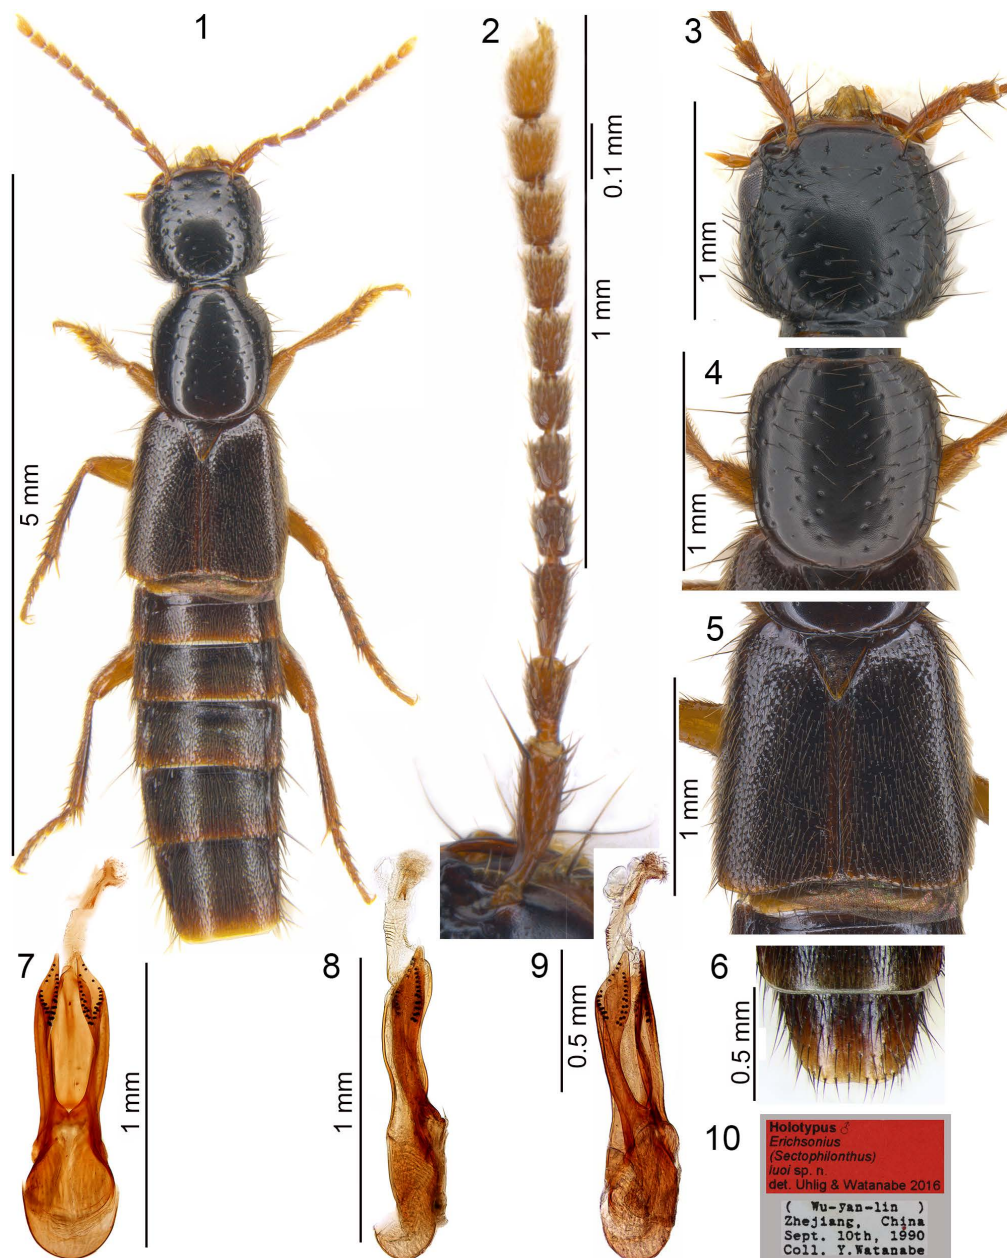 1
2
3
0.1 mm
1 mm
1 mm
4
5 mm
1 mm
5
1 mm
6
7
8
9
0.5 mm
0.5 mm
1 mm
1 mm
10
Holotypus ♂
Erichsonius
(Sectophilonthus)
luoi sp. n.
det. Uhlig & Watanabe 2016
( Wu-yan-lin )
Zhejiang, China
Sept. 10th, 1990
Coll. Y.Watanabe